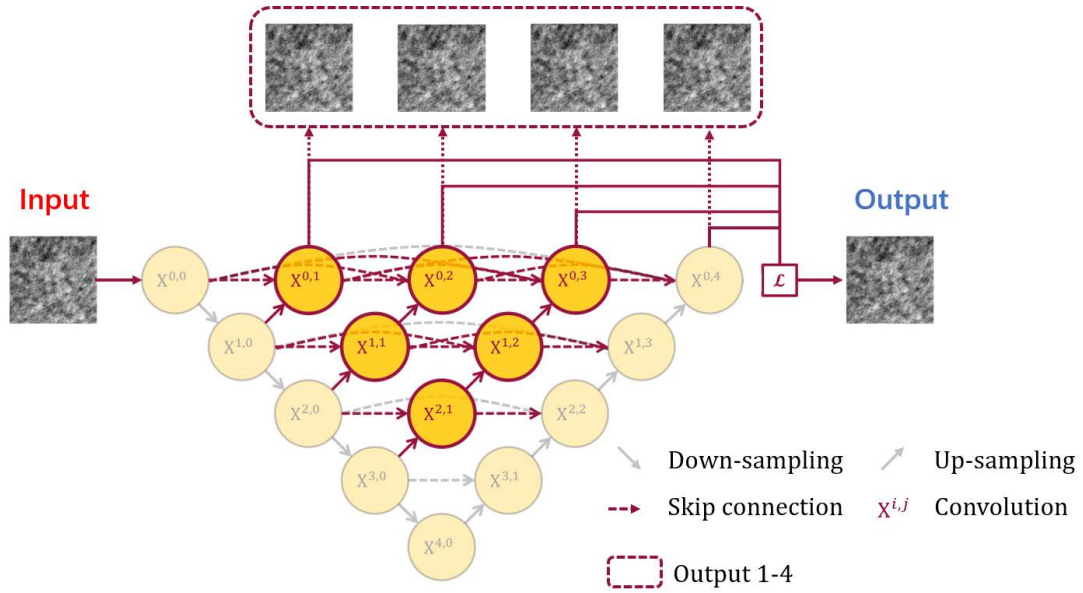 Input
Output
X0,0
X0,1
X0,2
X0,3
X0,4
ℒ
X1,0
X1,1
X1,2
X1,3
X2,0
X2,1
X2,2
X3,0
X3,1
X4,0
Down-sampling
Up-sampling
Skip connection
Xi,j
Convolution
Output 1-4